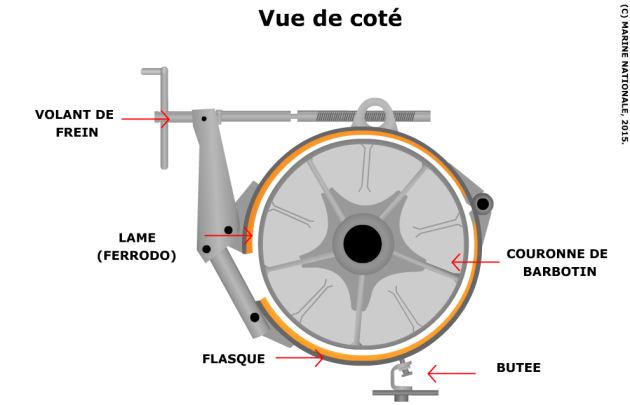 Vue de coté
(C) MARINE NATIONALE, 2015.
VOLANT DE
FREIN
LAME
(FERRODO)
COURONNE DE
BARBOTIN
FLASQUE
BUTEE